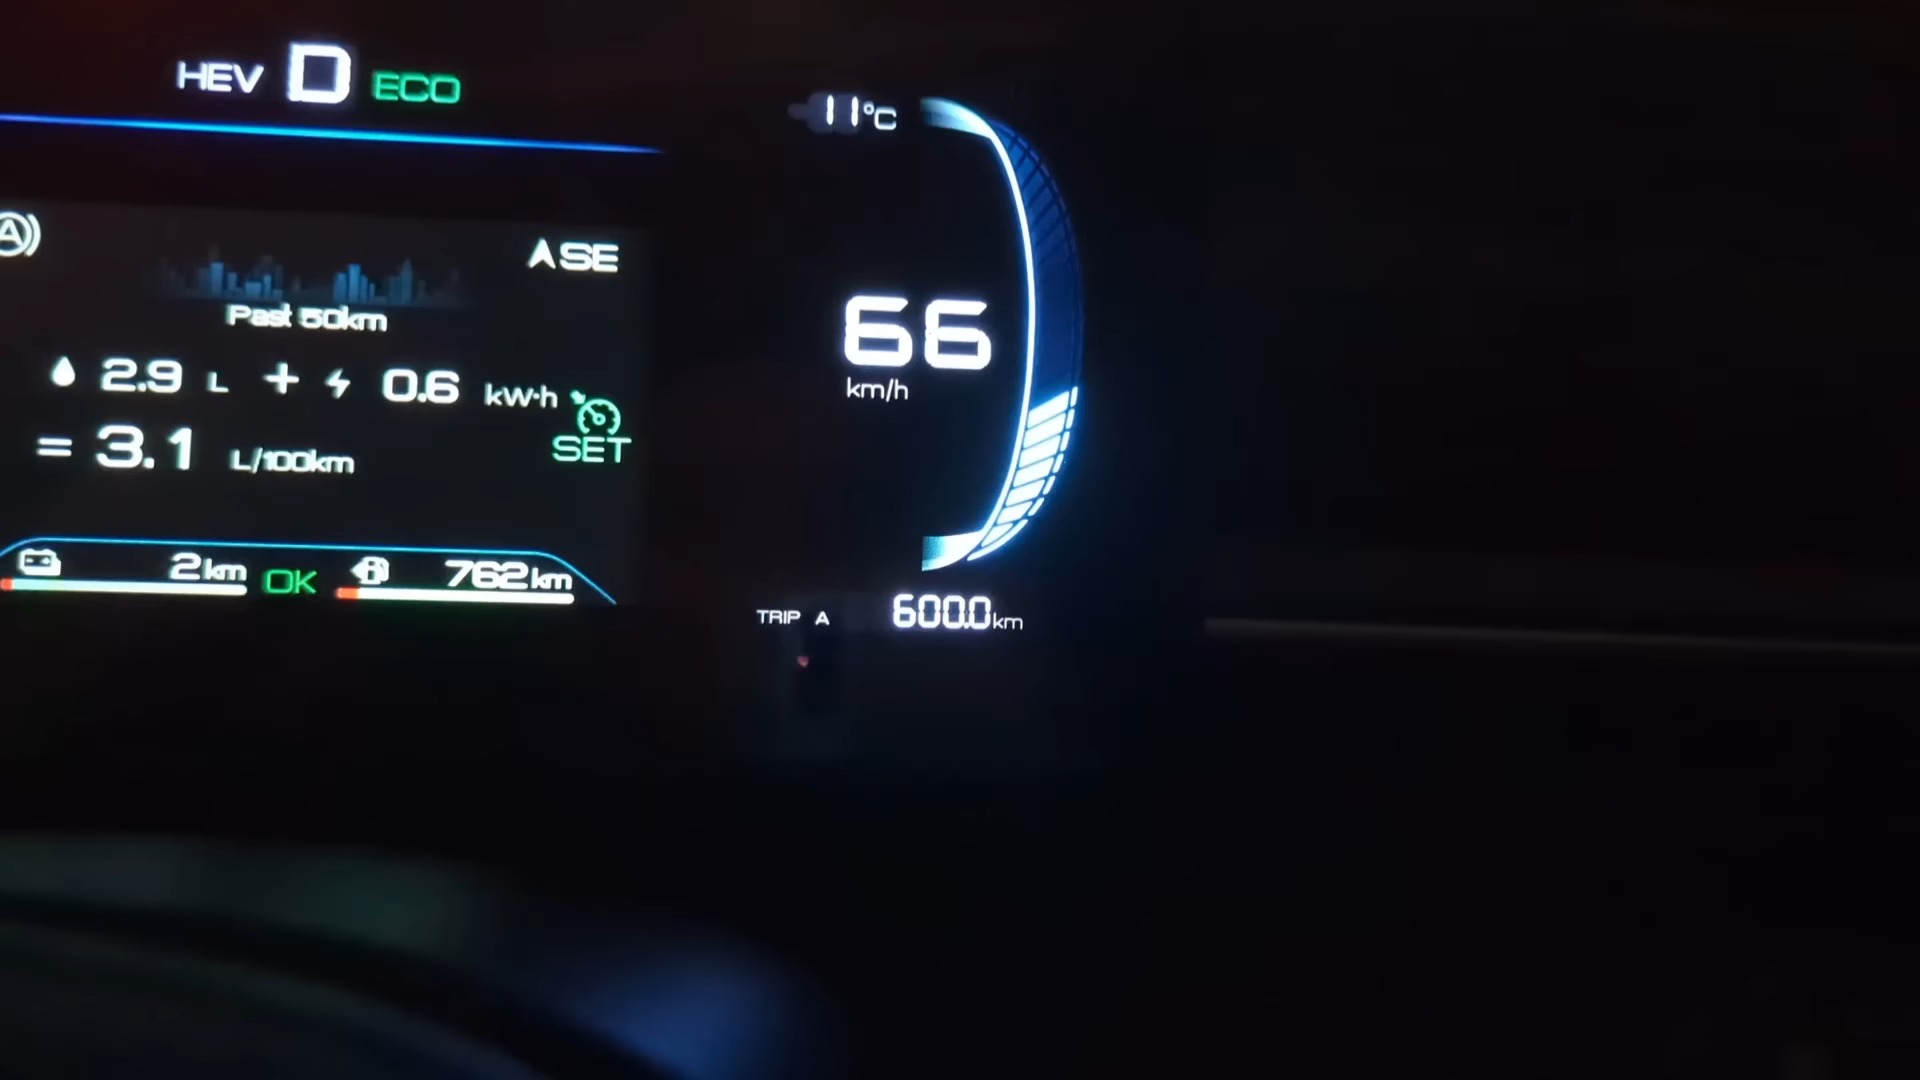 HEV D ECO
11°C
A
SE
Past 50km
2.9 L + 0.6 kW·h
= 3.1 L/100km
SET
66
km/h
2km OK 762km
TRIP A 600.0km